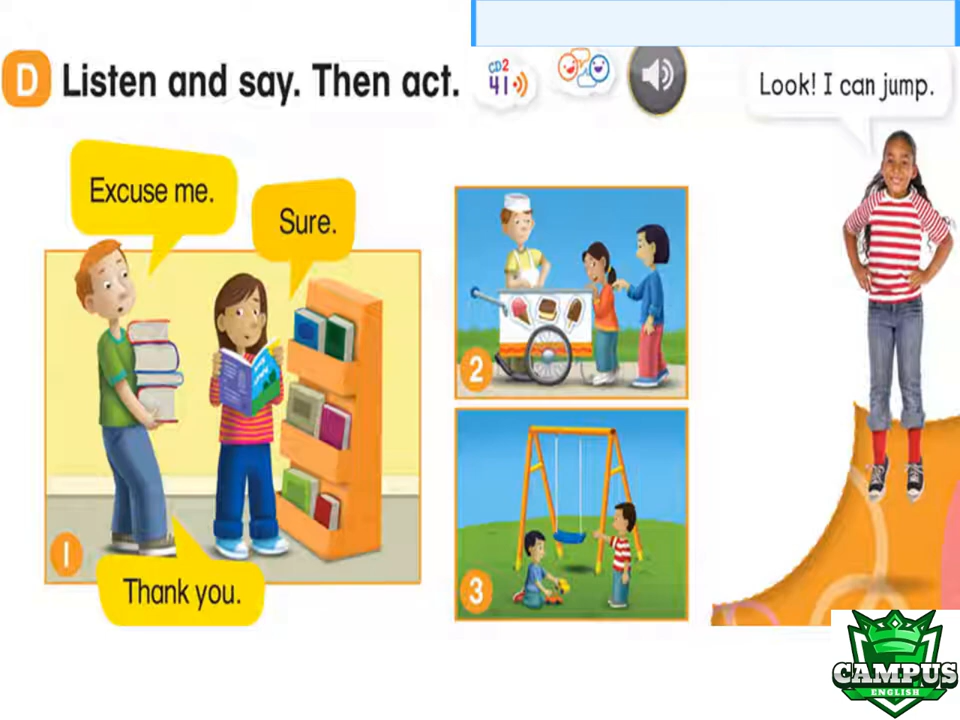 D Listen and say. Then act.
CD2
41
Look! I can jump.
Excuse me.
Sure.
Thank you.
1
2
3
CAMPUS
ENGLISH